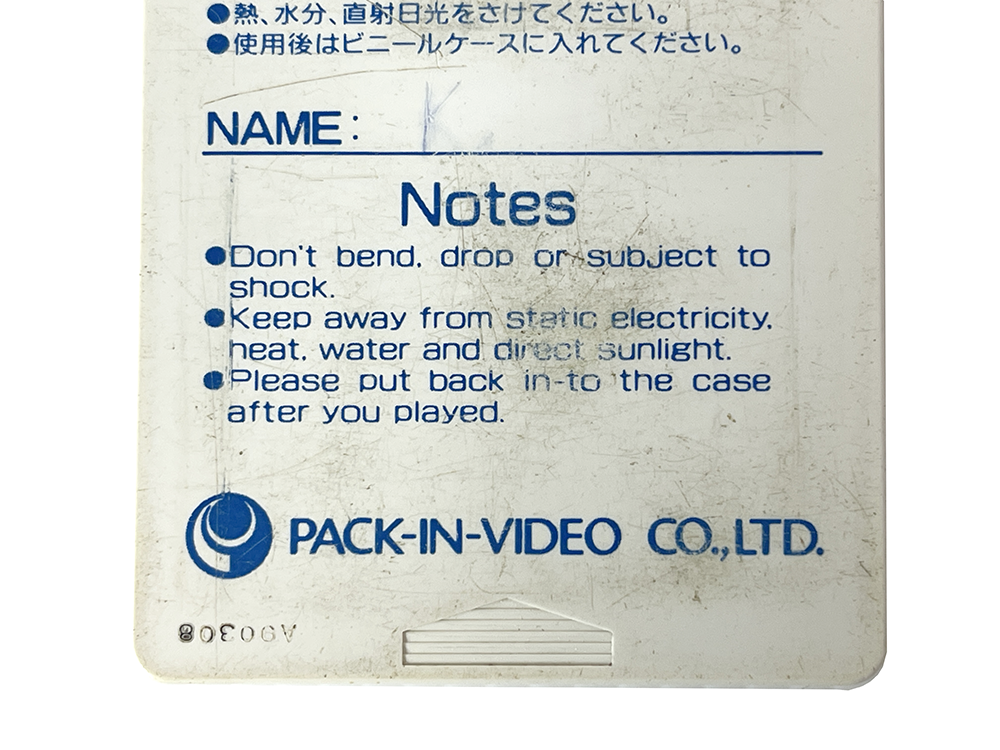 ●熱、水分、直射日光をさけてください。
●使用後はビニールケースに入れてください。
NAME: K
Notes
●Don't bend, drop or subject to
shock.
●Keep away from static electricity,
heat, water and direct sunlight.
●Please put back in-to the case
after you played.
PACK-IN-VIDEO CO.,LTD.
A90308